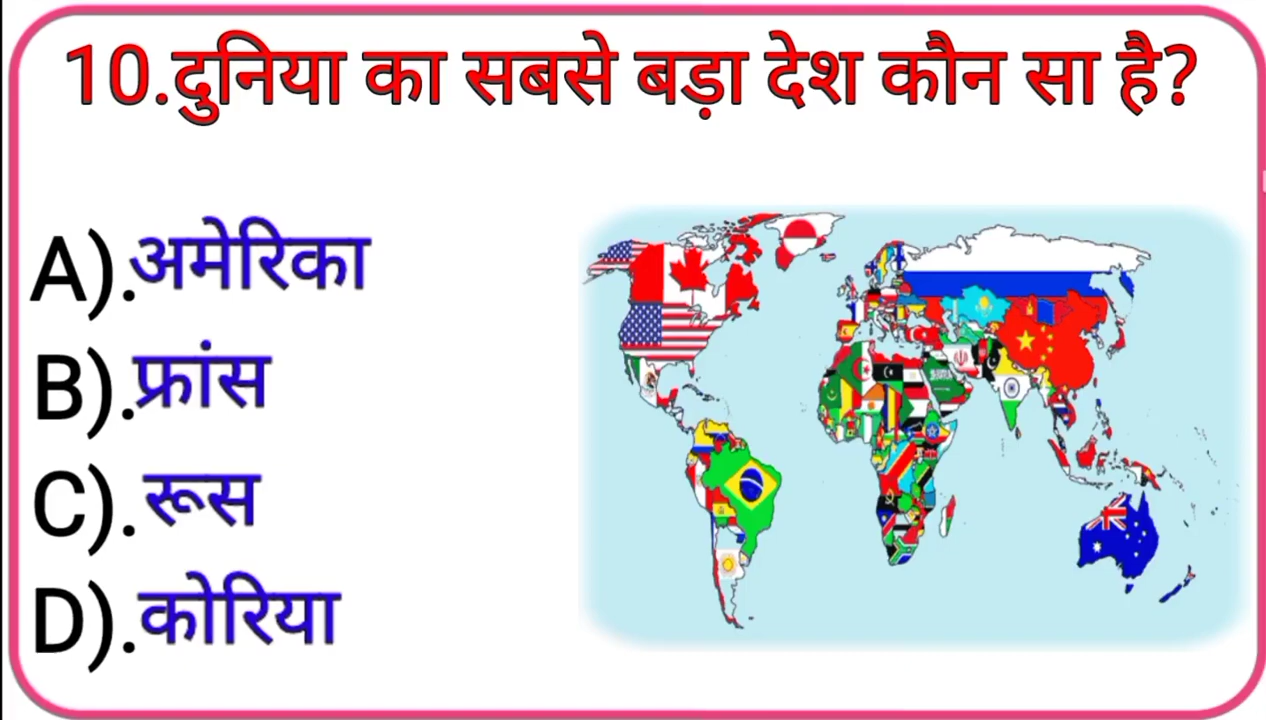 10.दुनिया का सबसे बड़ा देश कौन सा है?
A).अमेरिका
B).फ्रांस
C).रूस
D).कोरिया